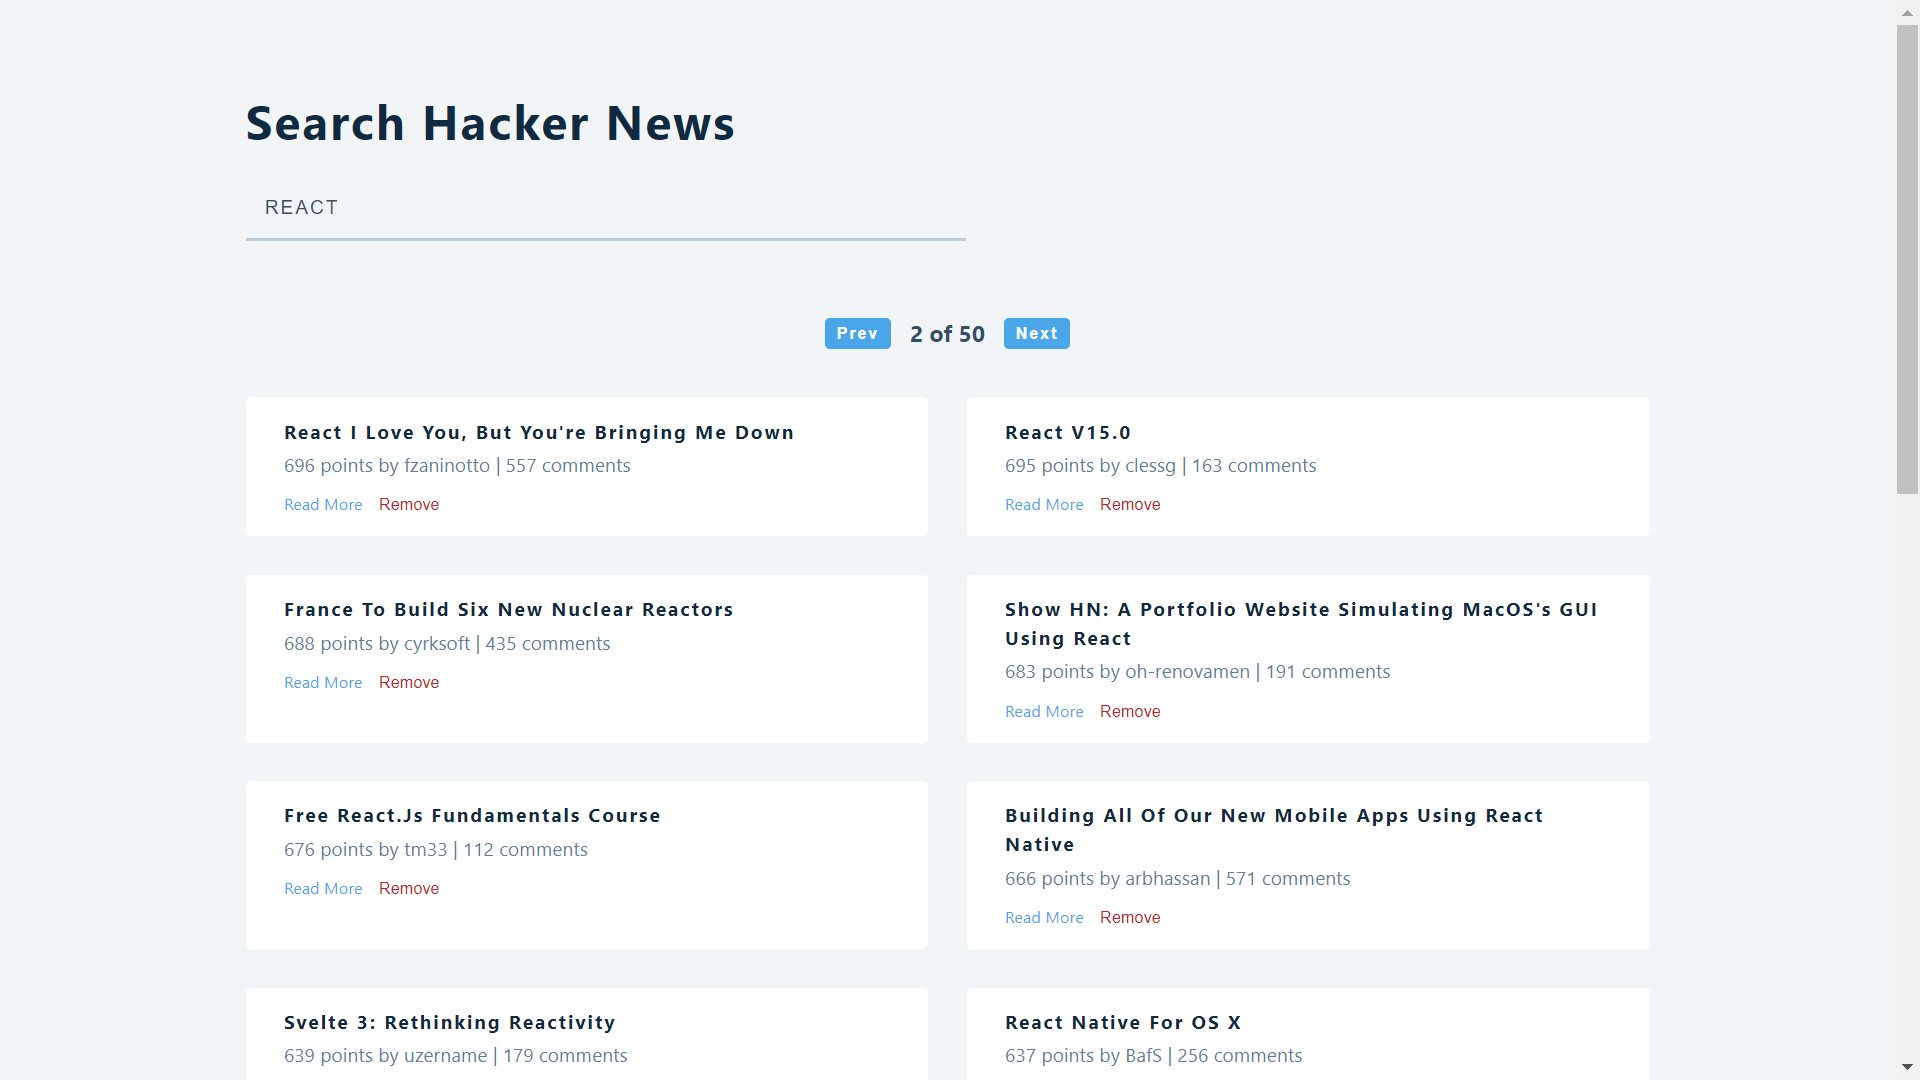 Search Hacker News
REACT
Prev 2 of 50 Next
React I Love You, But You're Bringing Me Down
696 points by fzaninotto | 557 comments
Read More Remove
React V15.0
695 points by clessg | 163 comments
Read More Remove
France To Build Six New Nuclear Reactors
688 points by cyrksoft | 435 comments
Read More Remove
Show HN: A Portfolio Website Simulating MacOS's GUI
Using React
683 points by oh-renovamen | 191 comments
Read More Remove
Free React.Js Fundamentals Course
676 points by tm33 | 112 comments
Read More Remove
Building All Of Our New Mobile Apps Using React
Native
666 points by arbhassan | 571 comments
Read More Remove
Svelte 3: Rethinking Reactivity
639 points by uzername | 179 comments
React Native For OS X
637 points by BafS | 256 comments